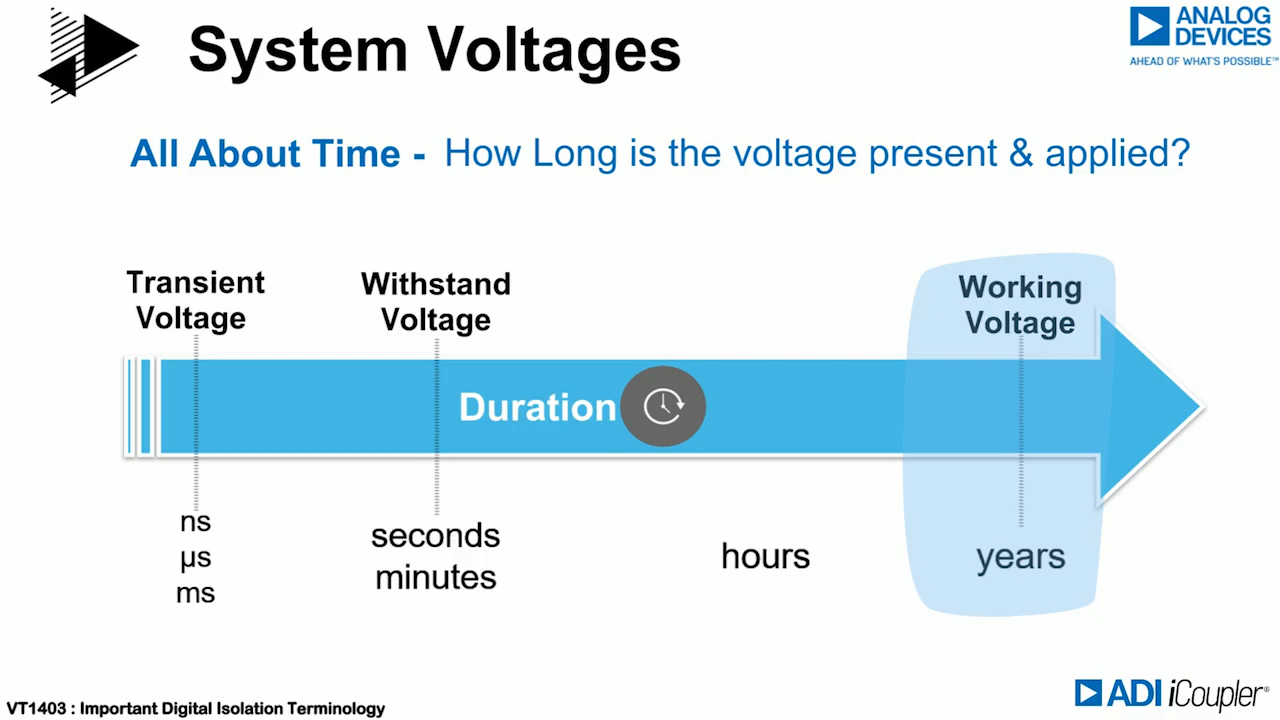 System Voltages
ANALOG
DEVICES
AHEAD OF WHAT'S POSSIBLE™
All About Time - How Long is the voltage present & applied?
Transient
Voltage
Withstand
Voltage
Working
Voltage
Duration
ns
µs
ms
seconds
minutes
hours
years
VT1403 : Important Digital Isolation Terminology
ADI iCoupler®